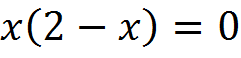 x(2 − x) = 0